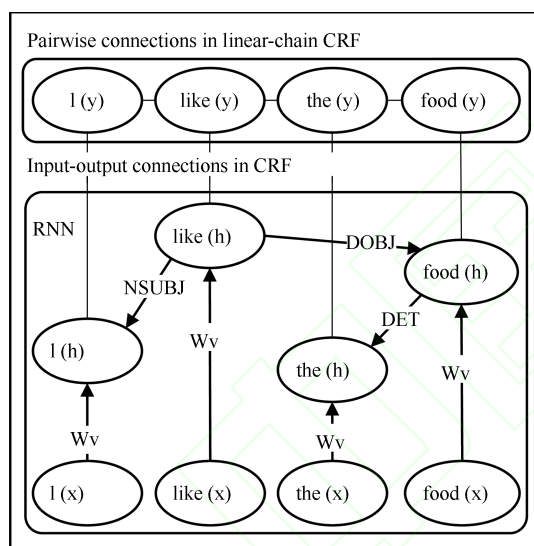 Pairwise connections in linear-chain CRF
l (y) like (y) the (y) food (y)
Input-output connections in CRF
RNN
like (h)
DOBJ
food (h)
NSUBJ
DET
l (h)
Wv
the (h)
Wv
Wv
Wv
l (x) like (x) the (x) food (x)